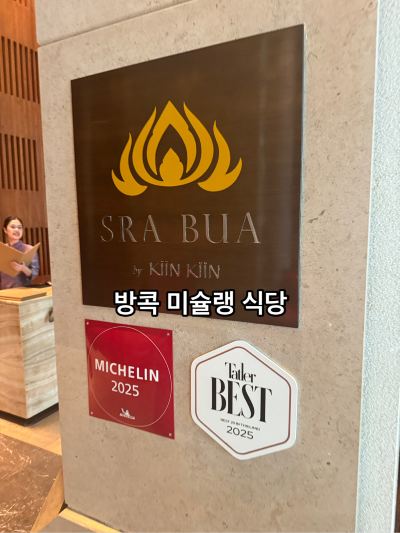 SRA BUA
by KiiN KiiN
방콕 미슐랭 식당
MICHELIN
2025
Tatler
BEST
2025